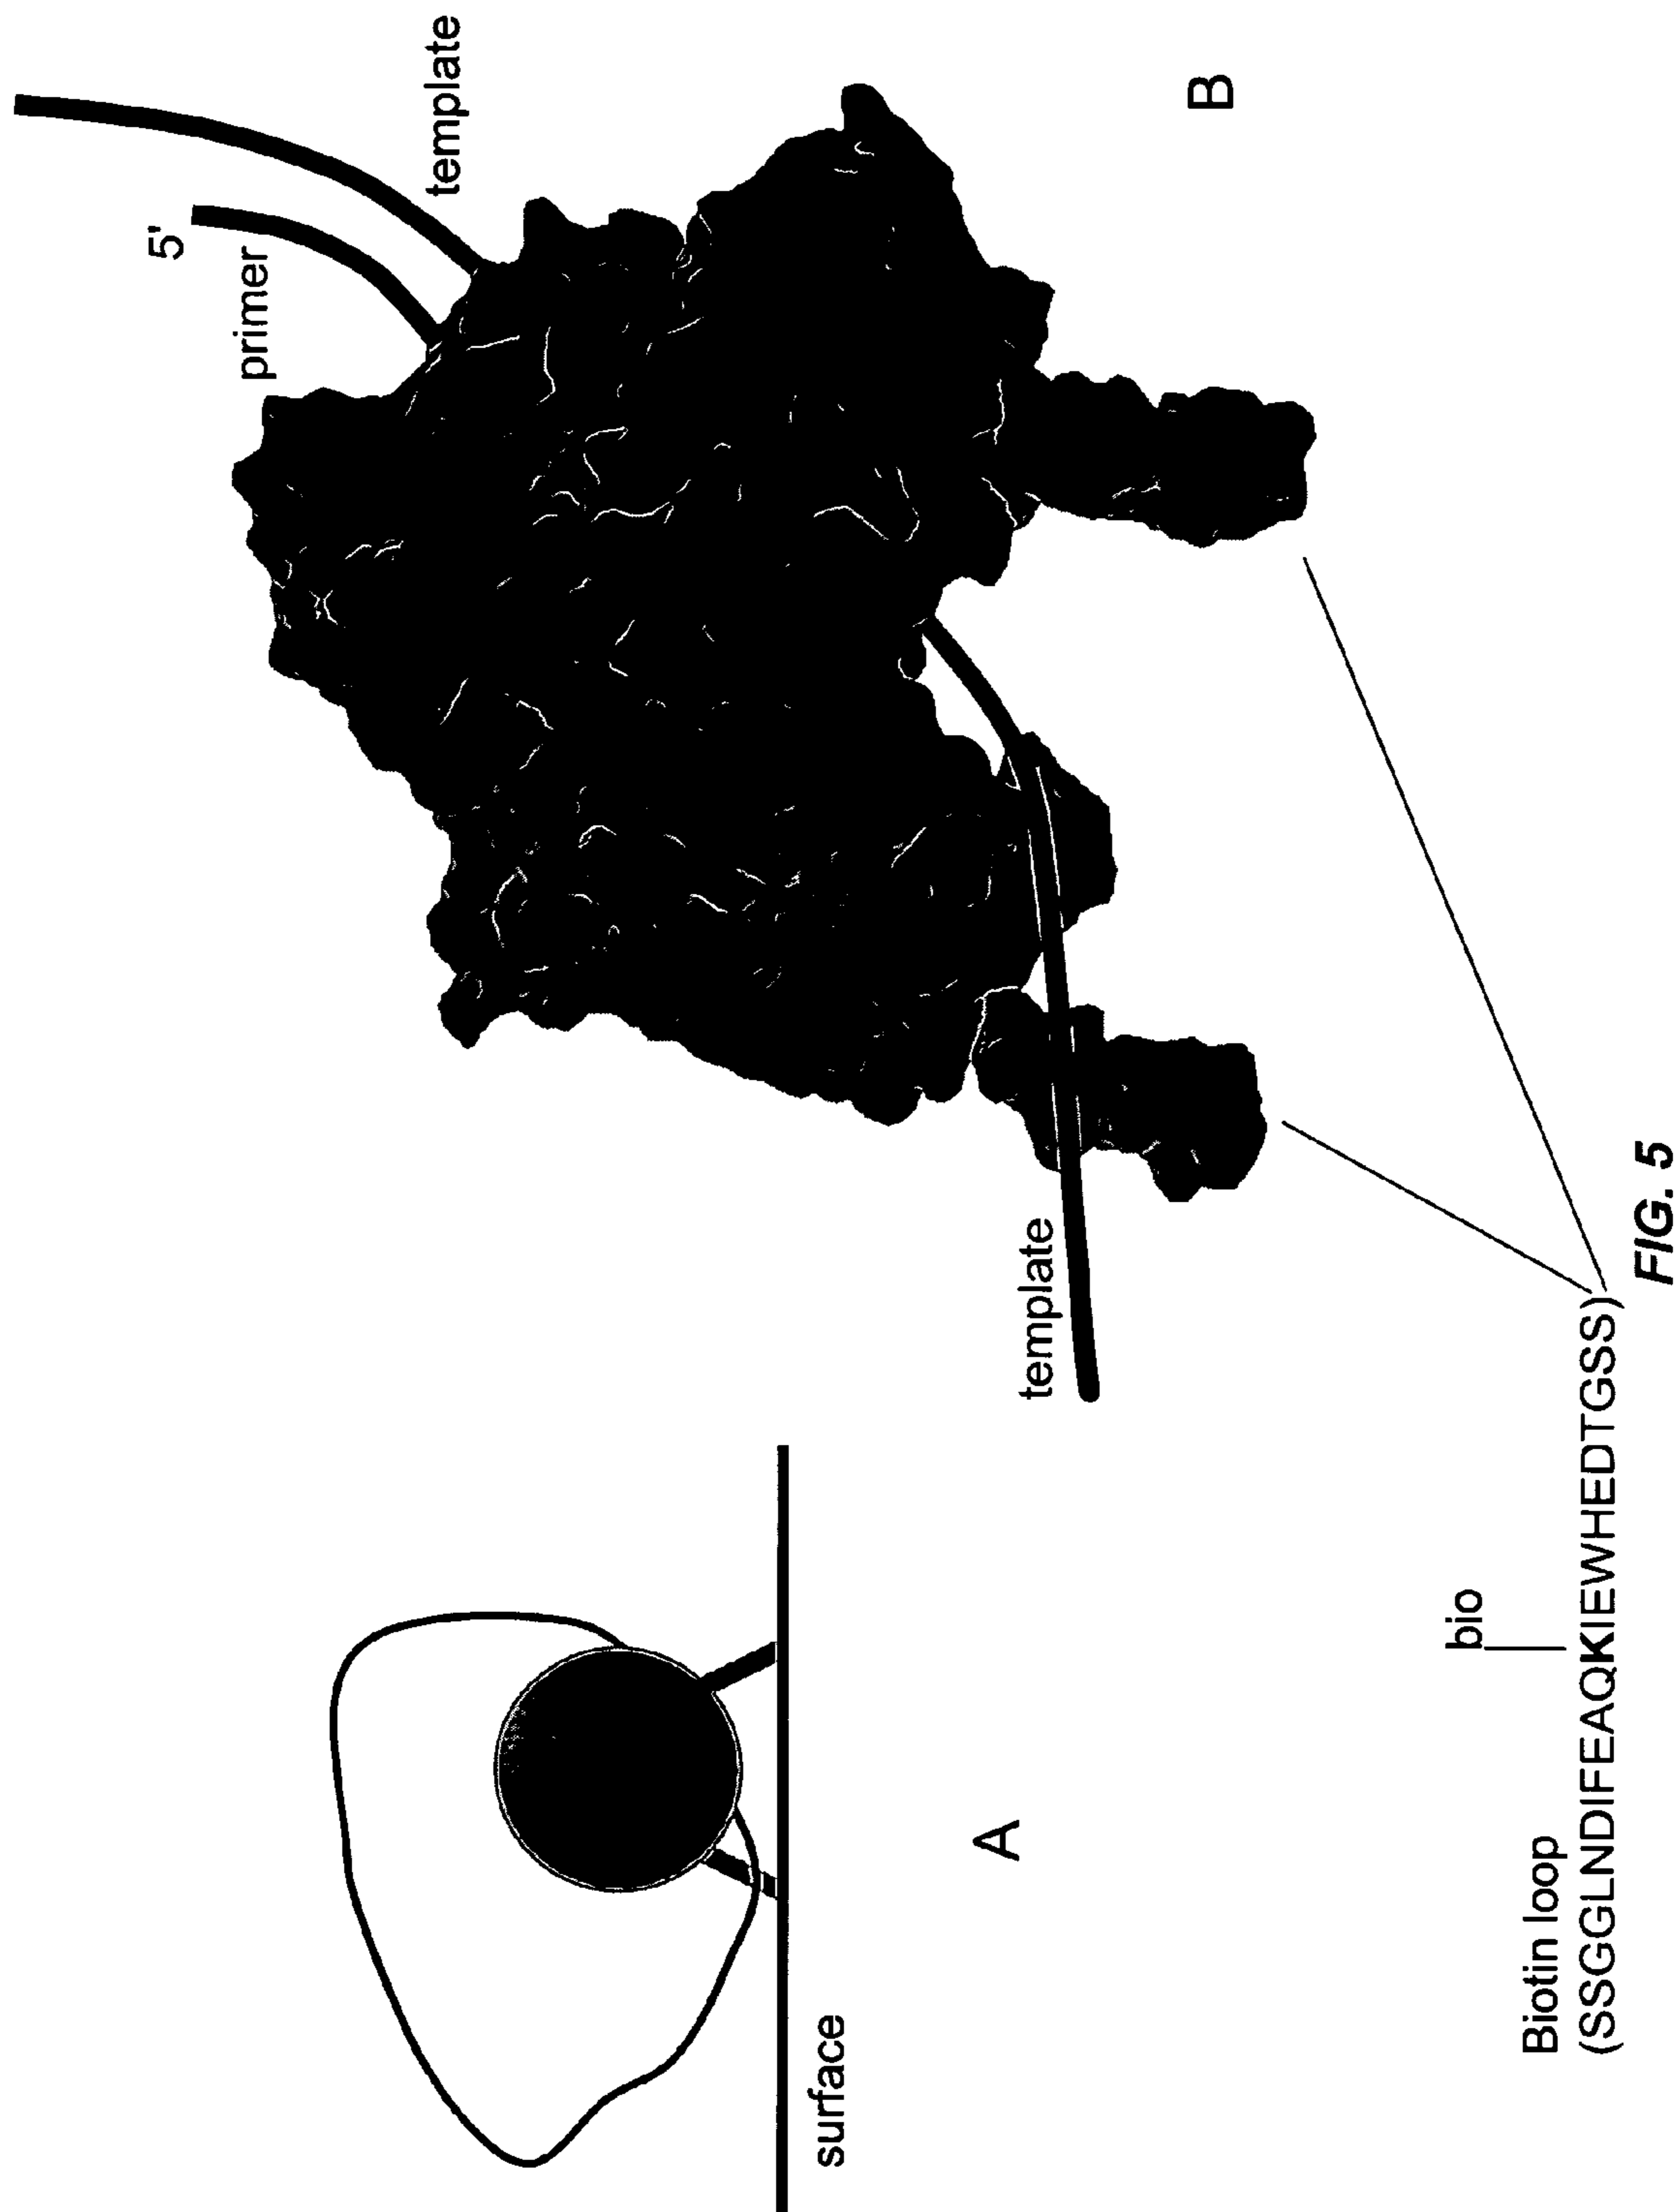 surface
A
5'
primer
template
template
B
Biotin loop
bio
(SSGGLNDIFEAQKIEWHEDTGSS)
FIG. 5